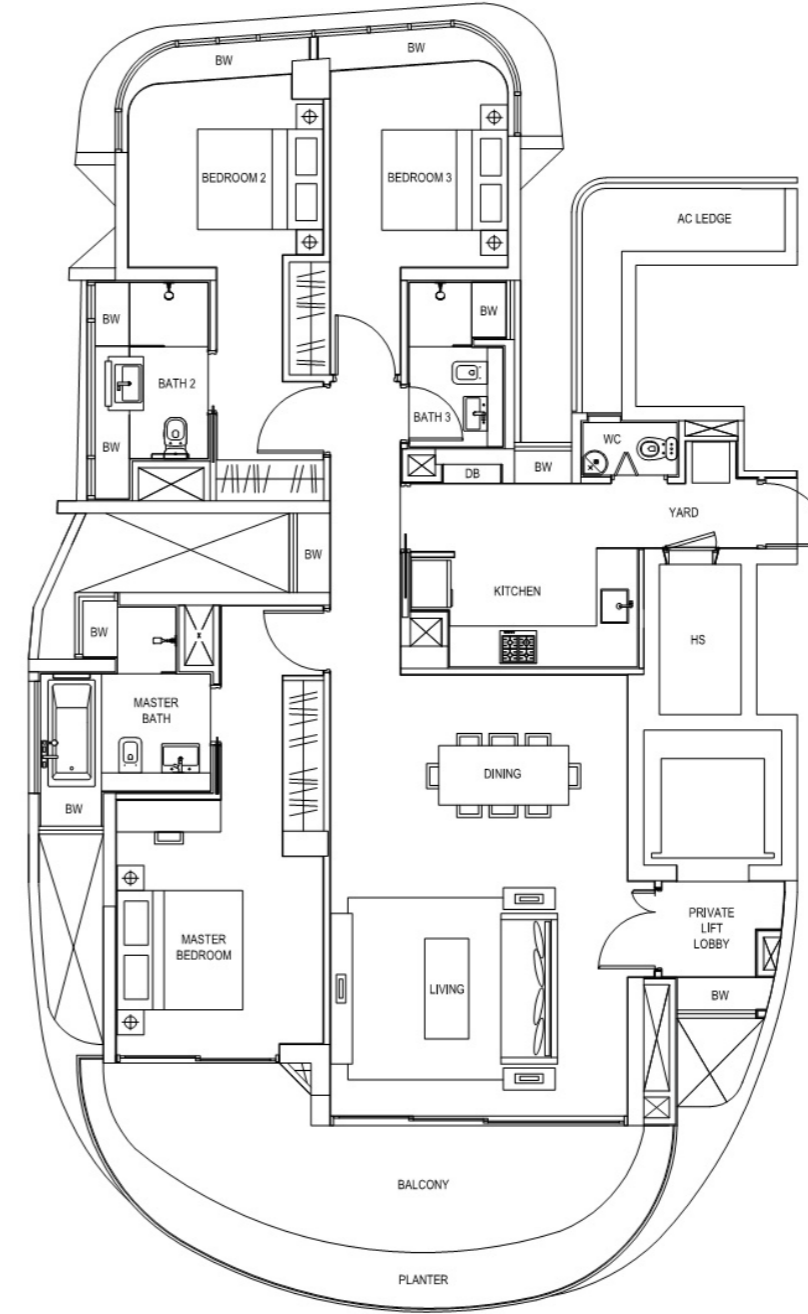 BW
BW
BEDROOM 2
BEDROOM 3
AC LEDGE
BW
BW
BATH 2
BATH 3
BW
WC
DB
BW
YARD
BW
KITCHEN
BW
HS
MASTER
BATH
DINING
BW
PRIVATE
LIFT
LOBBY
MASTER
BEDROOM
LIVING
BW
BALCONY
PLANTER